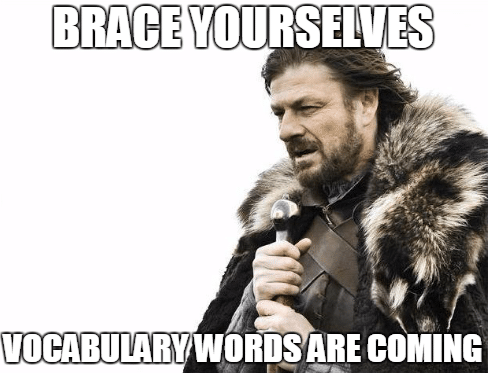 BRACE YOURSELVES
VOCABULARY WORDS ARE COMING